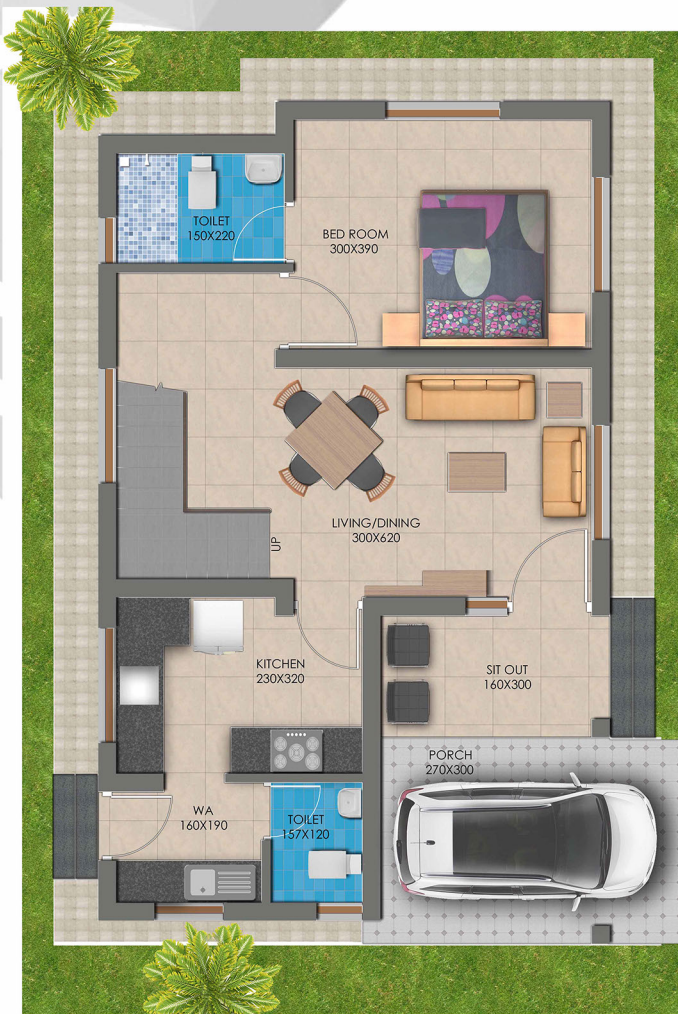 TOILET
150X220
BED ROOM
300X390
LIVING/DINING
300X620
UP
KITCHEN
230X320
SIT OUT
160X300
PORCH
270X300
WA
160X190
TOILET
157X120